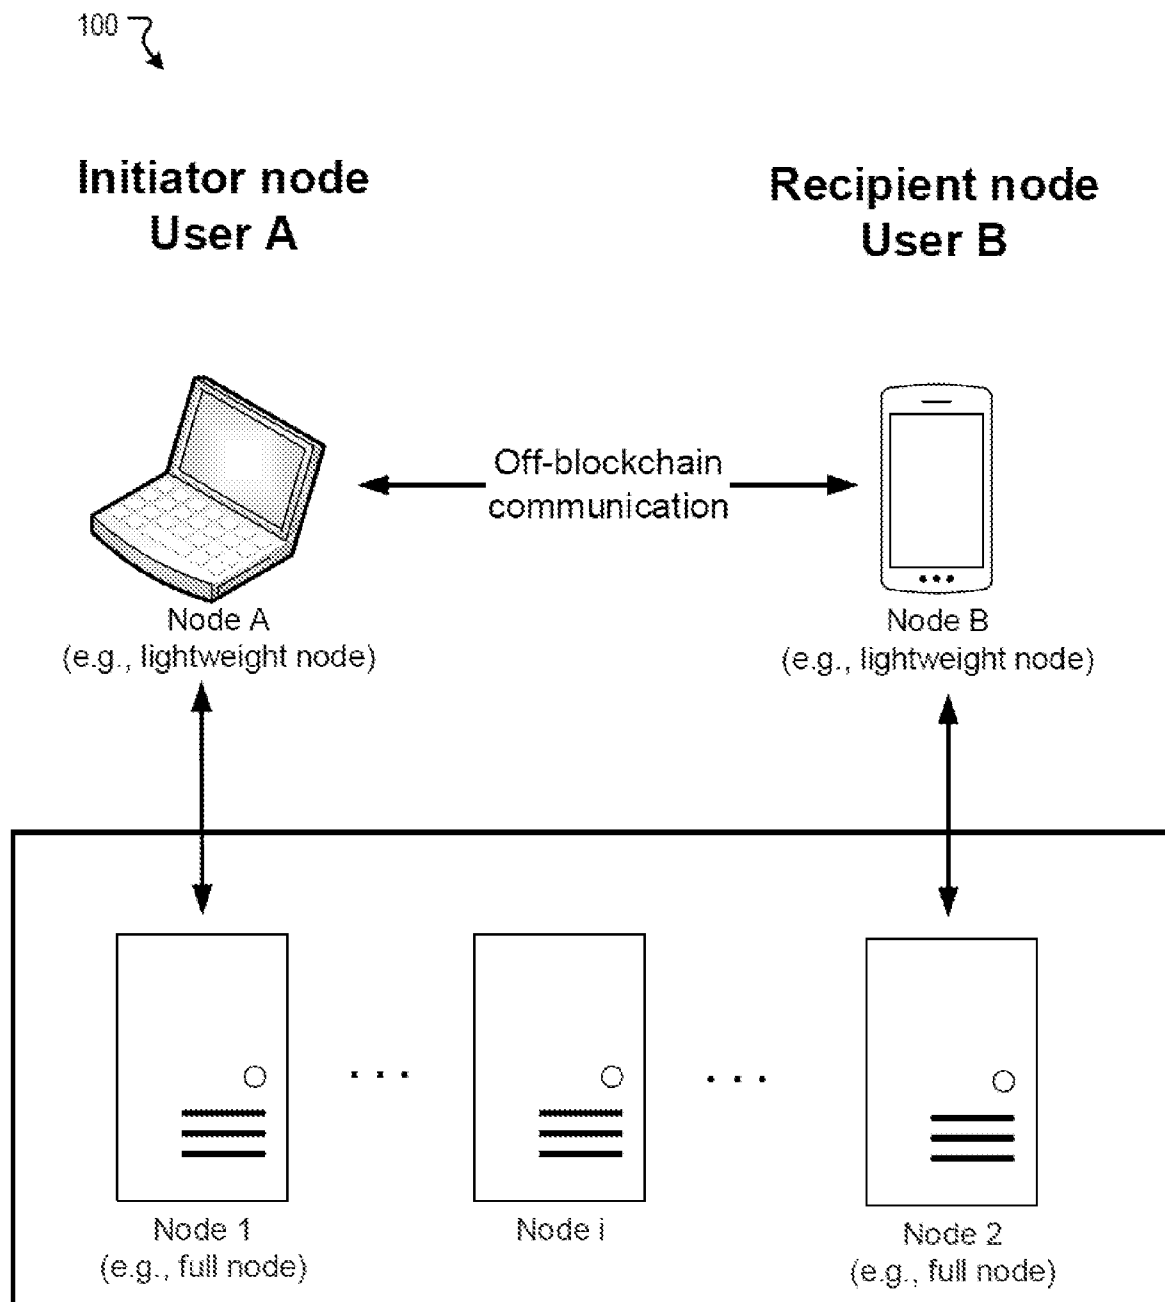 100
Initiator node
User A
Recipient node
User B
Off-blockchain
communication
Node A
(e.g., lightweight node)
Node B
(e.g., lightweight node)
. . .
. . .
Node 1
(e.g., full node)
Node i
Node 2
(e.g., full node)